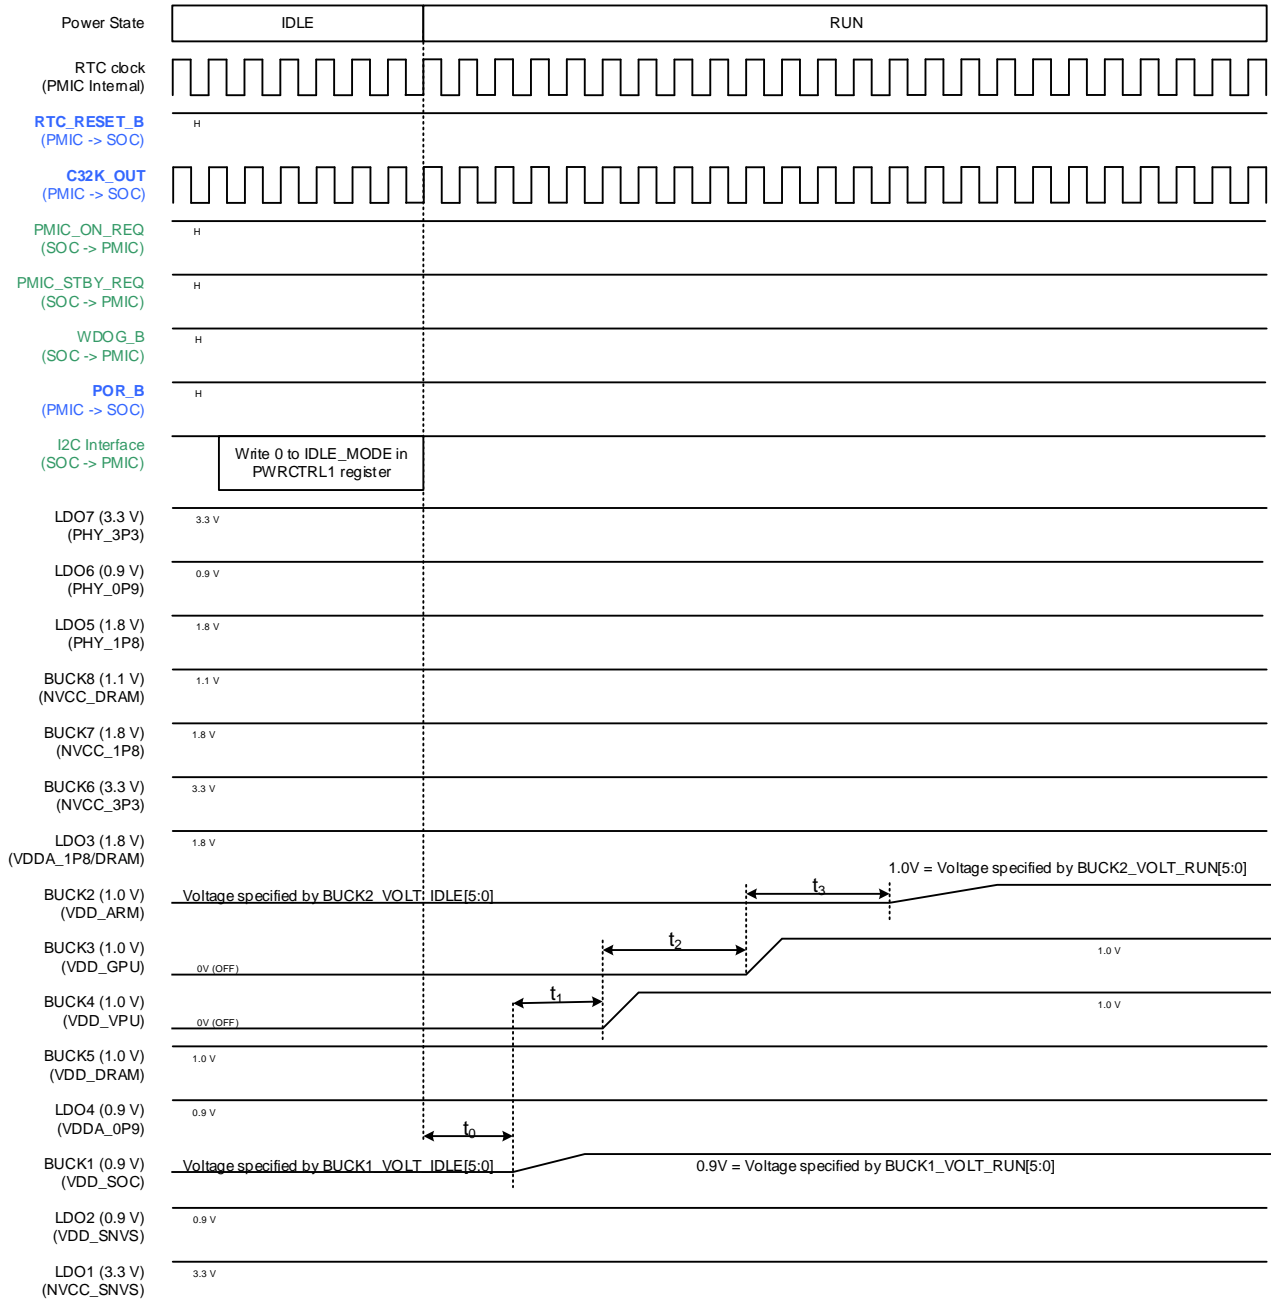 Power State IDLE RUN
RTC clock
(PMIC Internal)
RTC_RESET_B
(PMIC -> SOC)
H
C32K_OUT
(PMIC -> SOC)
PMIC_ON_REQ
(SOC -> PMIC)
H
PMIC_STBY_REQ
(SOC -> PMIC)
H
WDOG_B
(SOC -> PMIC)
H
POR_B
(PMIC -> SOC)
H
I2C Interface
(SOC -> PMIC)
Write 0 to IDLE_MODE in
PWRCTRL1 register
LDO7 (3.3 V)
(PHY_3P3)
3.3 V
LDO6 (0.9 V)
(PHY_0P9)
0.9 V
LDO5 (1.8 V)
(PHY_1P8)
1.8 V
BUCK8 (1.1 V)
(NVCC_DRAM)
1.1 V
BUCK7 (1.8 V)
(NVCC_1P8)
1.8 V
BUCK6 (3.3 V)
(NVCC_3P3)
3.3 V
LDO3 (1.8 V)
(VDDA_1P8/DRAM)
1.8 V
1.0V = Voltage specified by BUCK2_VOLT_RUN[5:0]
BUCK2 (1.0 V)
(VDD_ARM)
Voltage specified by BUCK2_VOLT_IDLE[5:0]
t3
BUCK3 (1.0 V)
(VDD_GPU)
0V (OFF)
t2
1.0 V
BUCK4 (1.0 V)
(VDD_VPU)
0V (OFF)
t1
1.0 V
BUCK5 (1.0 V)
(VDD_DRAM)
1.0 V
LDO4 (0.9 V)
(VDDA_0P9)
0.9 V
t0
BUCK1 (0.9 V)
(VDD_SOC)
Voltage specified by BUCK1_VOLT_IDLE[5:0]
0.9V = Voltage specified by BUCK1_VOLT_RUN[5:0]
LDO2 (0.9 V)
(VDD_SNVS)
0.9 V
LDO1 (3.3 V)
(NVCC_SNVS)
3.3 V